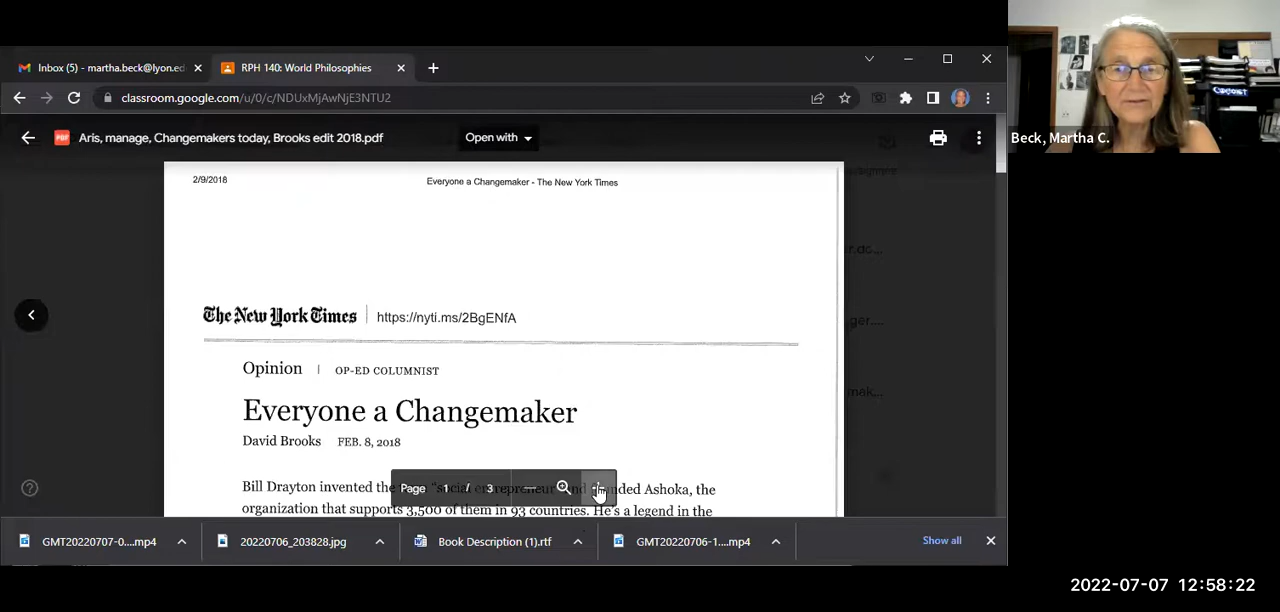 Inbox (5) - martha.beck@lyon.ed
RPH 140: World Philosophies
classroom.google.com/u/0/c/NDUxMjAwNjE3NTU2
Aris, manage, Changemakers today, Brooks edit 2018.pdf
Open with
Beck, Martha C.
2/9/2018
Everyone a Changemaker - The New York Times
The New York Times
https://nyti.ms/2BgENfA
Opinion | OP-ED COLUMNIST
Everyone a Changemaker
David Brooks FEB. 8, 2018
Bill Drayton invented the "social entrepreneur" Ashoka, the
organization that supports 3,500 of them in 93 countries. He's a legend in the
Page 1 / 3
GMT20220707-0....mp4
20220706_203828.jpg
Book Description (1).rtf
GMT20220706-1....mp4
Show all
2022-07-07 12:58:22